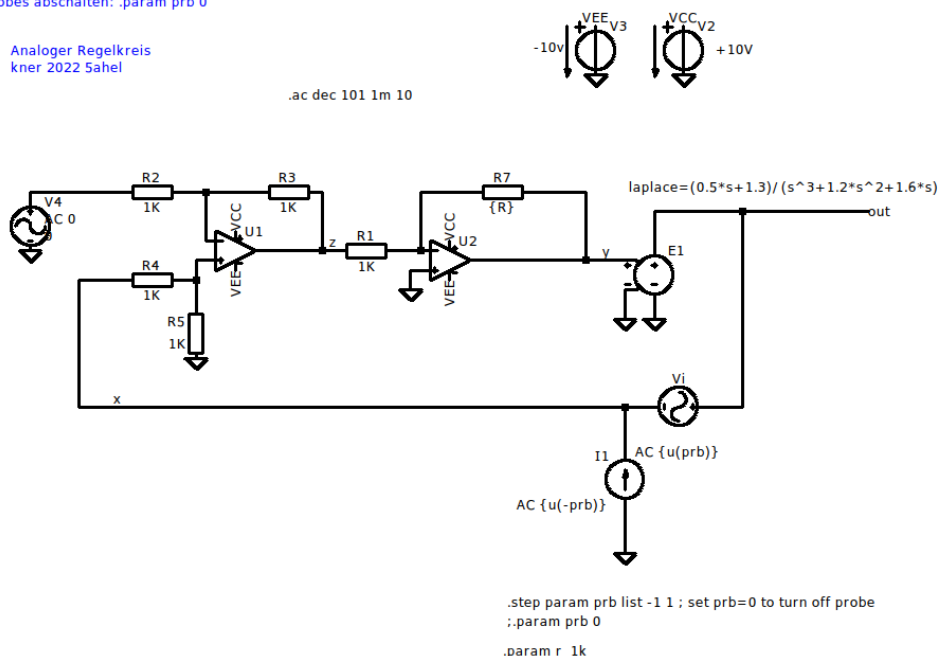 obes abschalten: .param prb 0
VEE
V3
-10v
VCC
V2
+10V
Analoger Regelkreis
kner 2022 5ahel
.ac dec 101 1m 10
R2
1K
R3
1K
R7
{R}
laplace=(0.5*s+1.3)/(s^3+1.2*s^2+1.6*s)
out
V4
AC 0
0
VCC
U1
VEE
z
R1
1K
VCC
U2
VEE
y
E1
R4
1K
R5
1K
x
Vi
AC {u(prb)}
I1
AC {u(-prb)}
.step param prb list -1 1 ; set prb=0 to turn off probe
;.param prb 0
.param r 1k